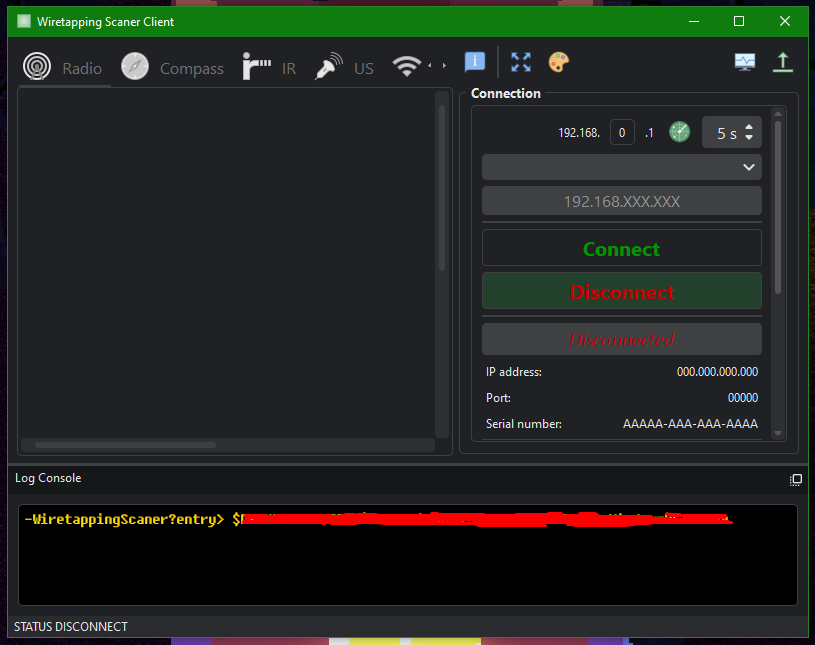 Wiretapping Scaner Client
Radio Compass IR US
Connection
192.168. 0 .1 5 s
192.168.XXX.XXX
Connect
Disconnect
Disconnected
IP address: 000.000.000.000
Port: 00000
Serial number: AAAAA-AAA-AAA-AAAA
Log Console
~WiretappingScaner?entry> $
STATUS DISCONNECT